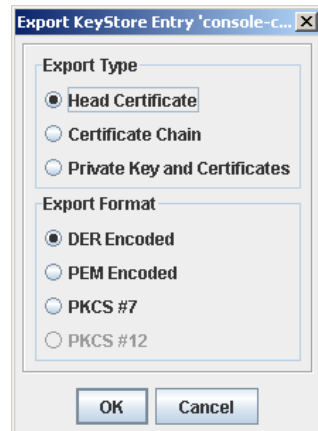 Export KeyStore Entry 'console-c...
Export Type
Head Certificate
Certificate Chain
Private Key and Certificates
Export Format
DER Encoded
PEM Encoded
PKCS #7
PKCS #12
OK
Cancel